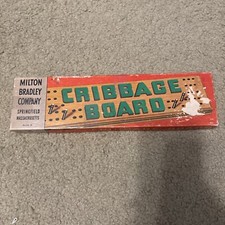 MILTON
BRADLEY
COMPANY
SPRINGFIELD
MASSACHUSETTS
CRIBBAGE
BOARD